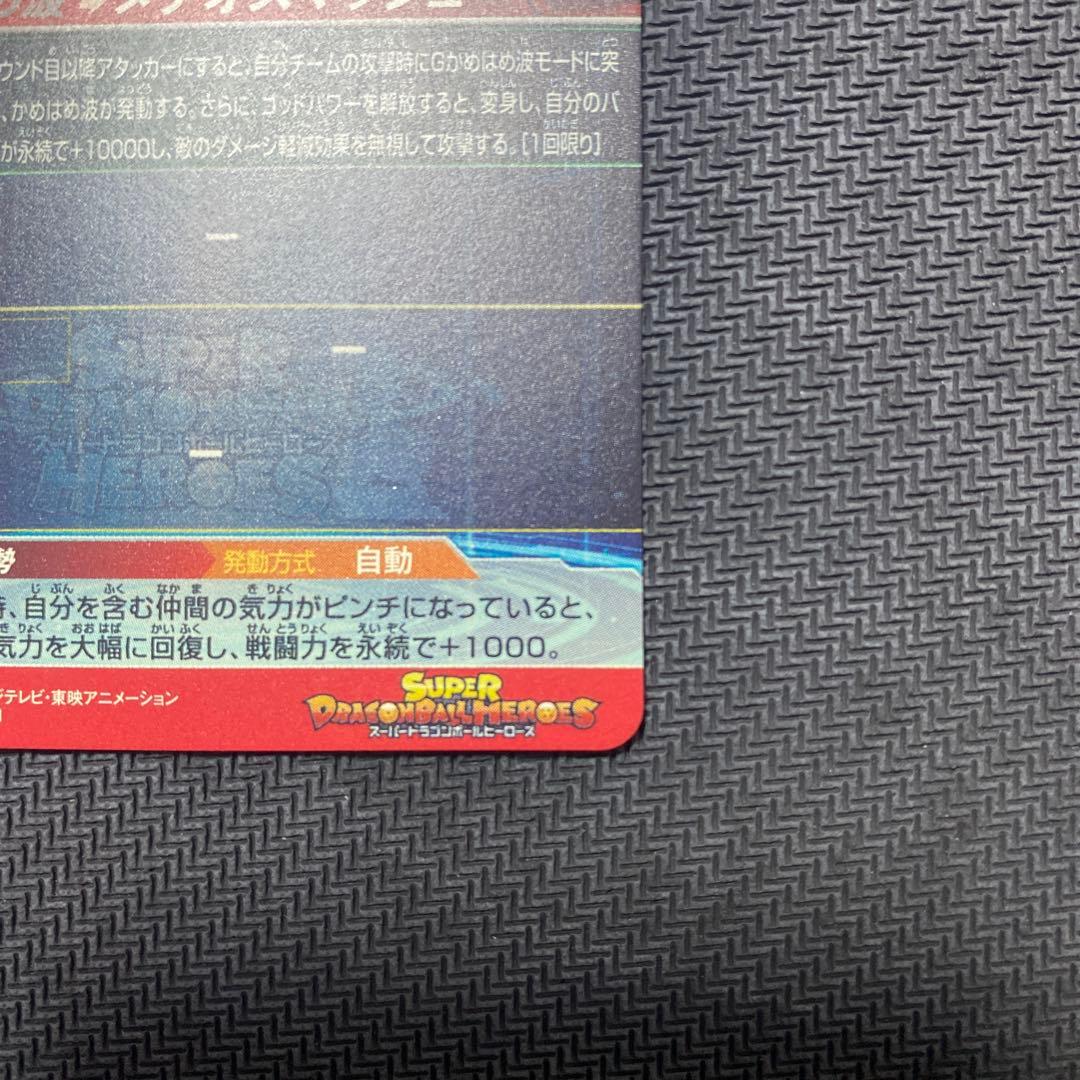 ウンド目以降アタッカーにすると、自分チームの攻撃時にGかめはめ波モードに突
、かめはめ波が発動する。さらに、ゴッドパワーを解放すると、変身し、自分のパ
が永続で+10000し、敵のダメージ軽減効果を無視して攻撃する。[1回限り]
SUPER
スーパードラゴンボールヒーローズ
HEROES
勢 発動方式 自動
時、自分を含む仲間の気力がピンチになっていると、
気力を大幅に回復し、戦闘力を永続で+1000。
ジテレビ・東映アニメーション
SUPER
DRAGONBALL HEROES
スーパードラゴンボールヒーローズ